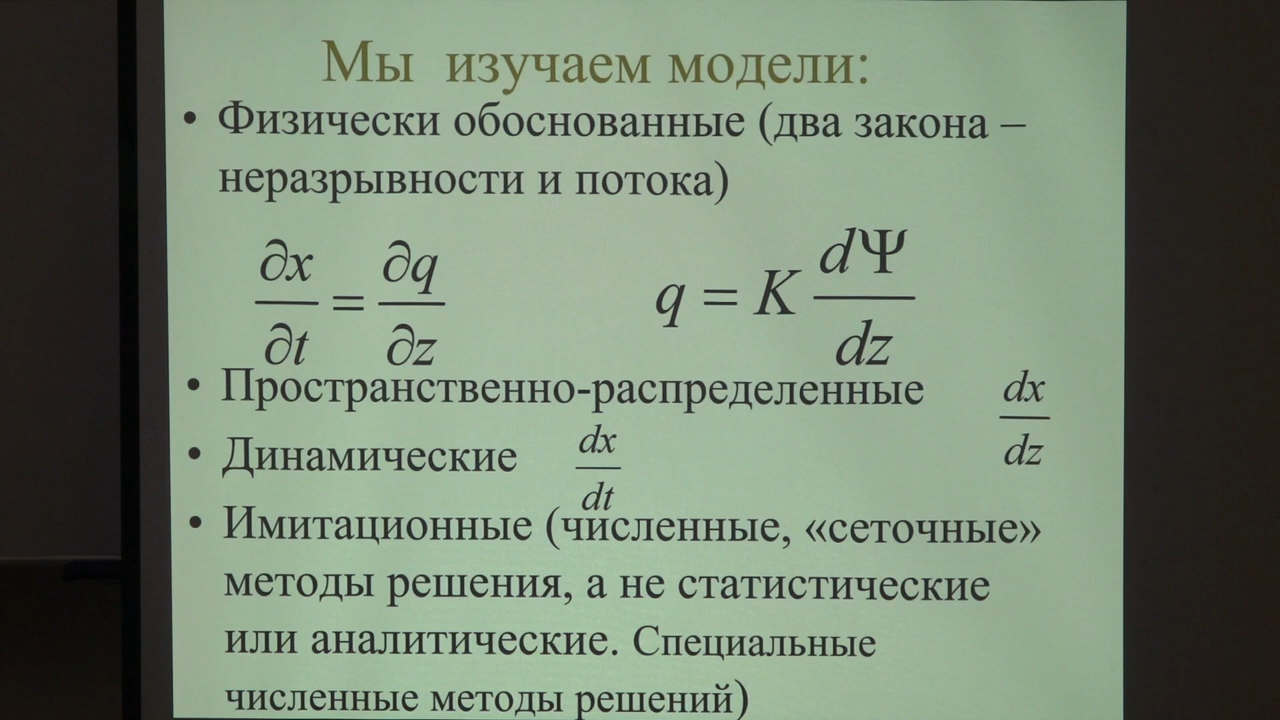 Мы изучаем модели:
• Физически обоснованные (два закона –
неразрывности и потока)
∂x/∂t = ∂q/∂z    q = K dΨ/dz
• Пространственно-распределенные    dx/dz
• Динамические    dx/dt
• Имитационные (численные, «сеточные»
методы решения, а не статистические
или аналитические. Специальные
численные методы решений)